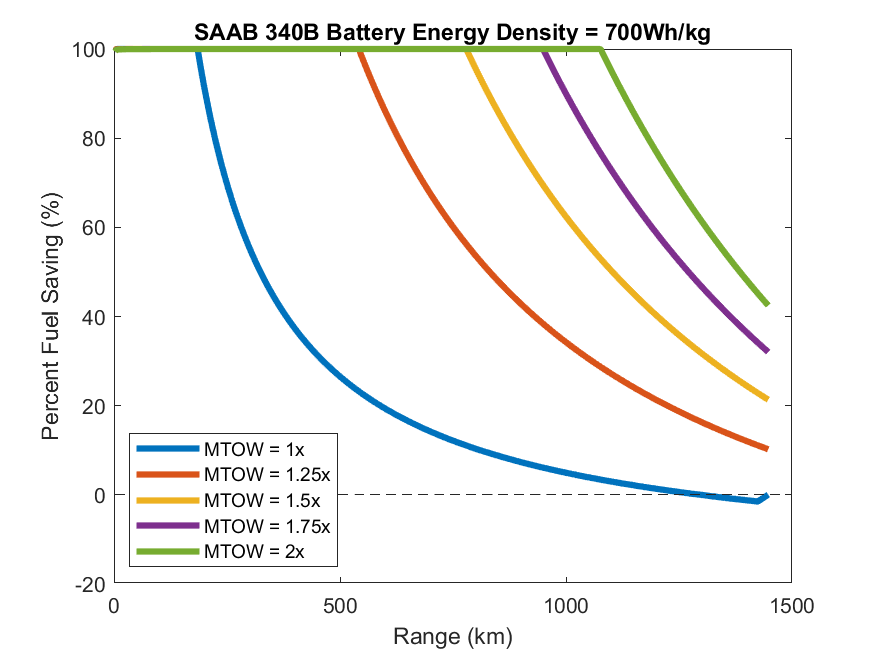 SAAB 340B Battery Energy Density = 700Wh/kg
100
80
60
40
20
0
-20
Percent Fuel Saving (%)
MTOW = 1x
MTOW = 1.25x
MTOW = 1.5x
MTOW = 1.75x
MTOW = 2x
0 500 1000 1500
Range (km)